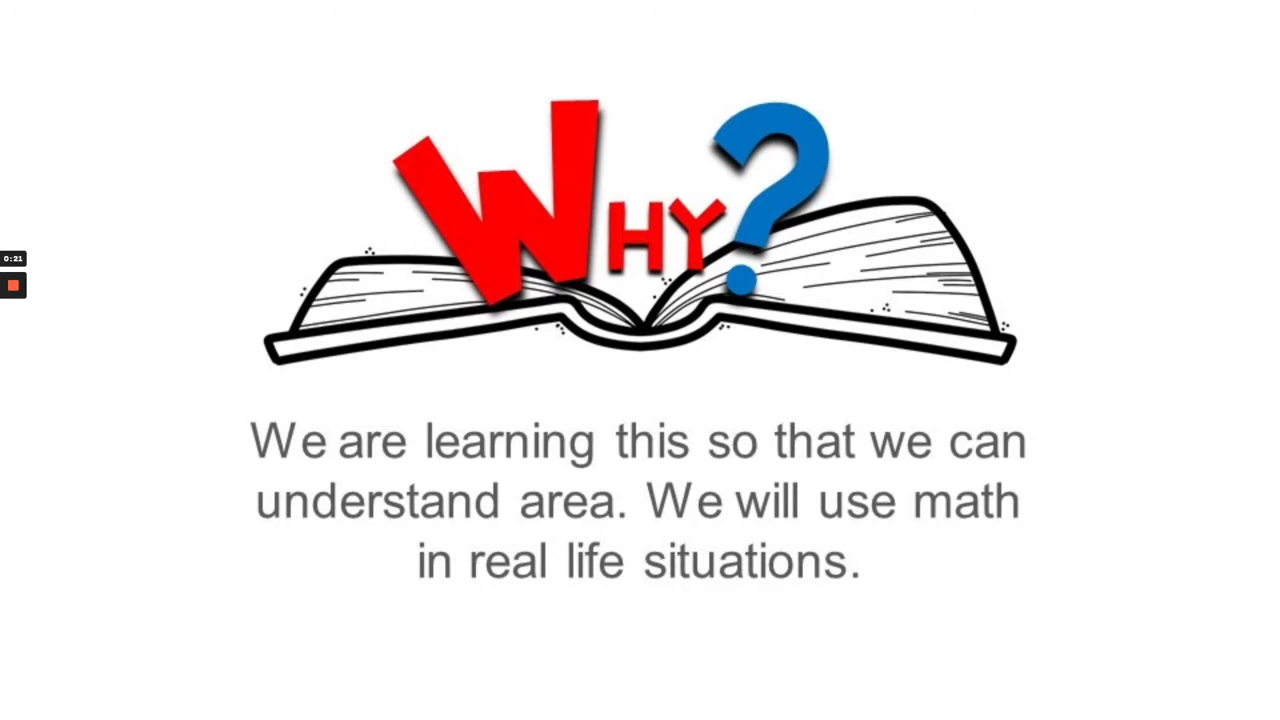 WHY?
0:21
We are learning this so that we can
understand area. We will use math
in real life situations.